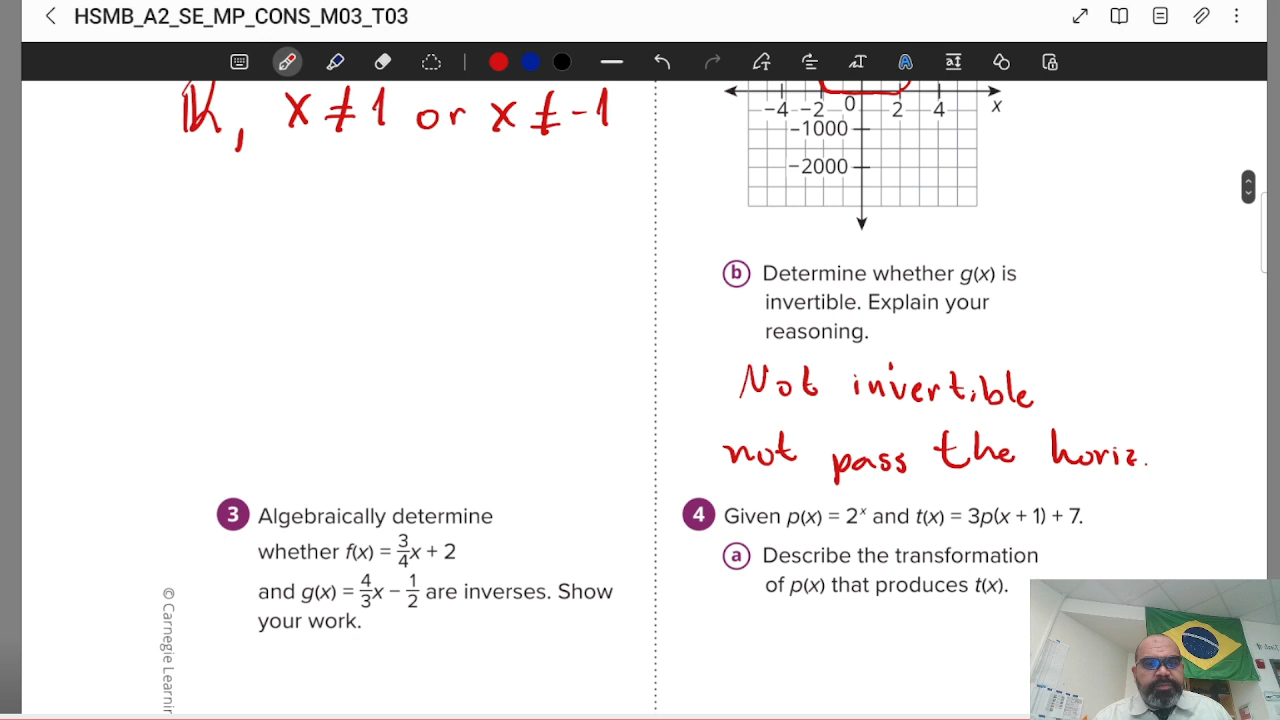 HSMB_A2_SE_MP_CONS_M03_T03
ℝ, x ≠ 1 or x ≠ -1
−4 −2 0 2 4 x
−1000
−2000
b Determine whether g(x) is
invertible. Explain your
reasoning.
Not invertible
not pass the horiz.
3 Algebraically determine
whether f(x) = 3/4x + 2
and g(x) = 4/3x − 1/2 are inverses. Show
your work.
4 Given p(x) = 2ˣ and t(x) = 3p(x + 1) + 7.
a Describe the transformation
of p(x) that produces t(x).
© Carnegie Learnin